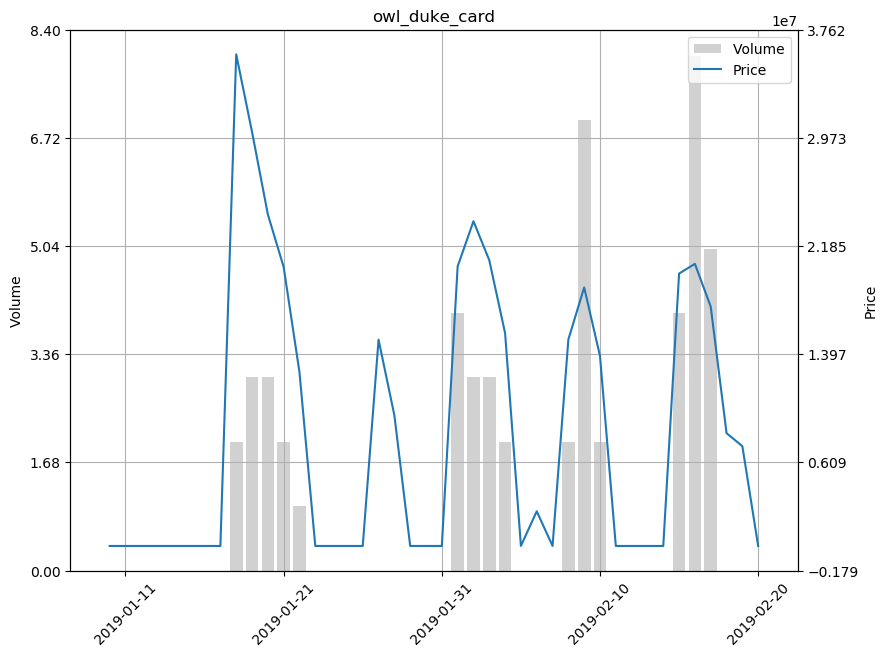 owl_duke_card
1e7
8.40
6.72
5.04
3.36
1.68
0.00
Volume
3.762
2.973
2.185
1.397
0.609
−0.179
Price
Volume
Price
2019-01-11
2019-01-21
2019-01-31
2019-02-10
2019-02-20